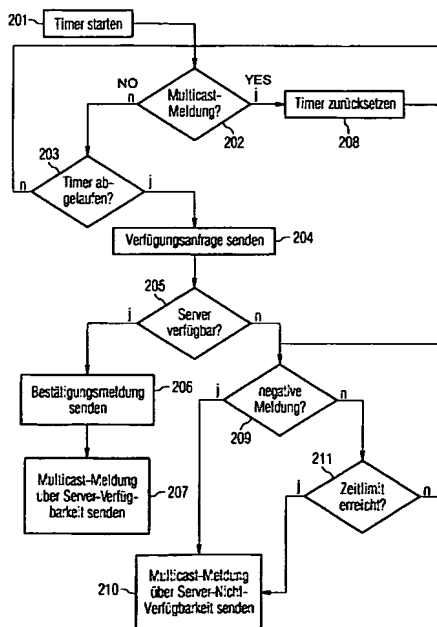 201
Timer starten
NO
YES
n
Multicast-
Meldung?
j
202
Timer zurücksetzen
208
203
n
Timer ab-
gelaufen?
j
Verfügungsanfrage senden
204
205
j
Server
verfügbar?
n
Bestätigungsmeldung
senden
206
j
negative
Meldung?
n
209
Multicast-Meldung
über Server-Verfüg-
barkeit senden
207
211
j
Zeitlimit
erreicht?
n
210
Multicast-Meldung
über Server-Nicht-
Verfügbarkeit senden